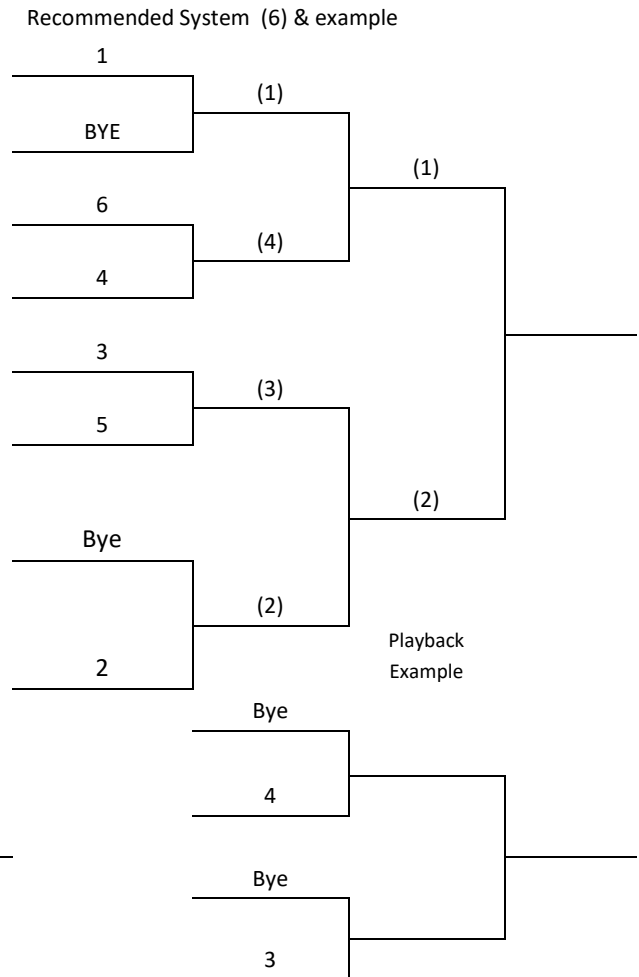 Recommended System (6) & example
1
(1)
BYE
(1)
6
(4)
4
3
(3)
5
(2)
Bye
(2)
Playback
2
Example
Bye
4
Bye
3